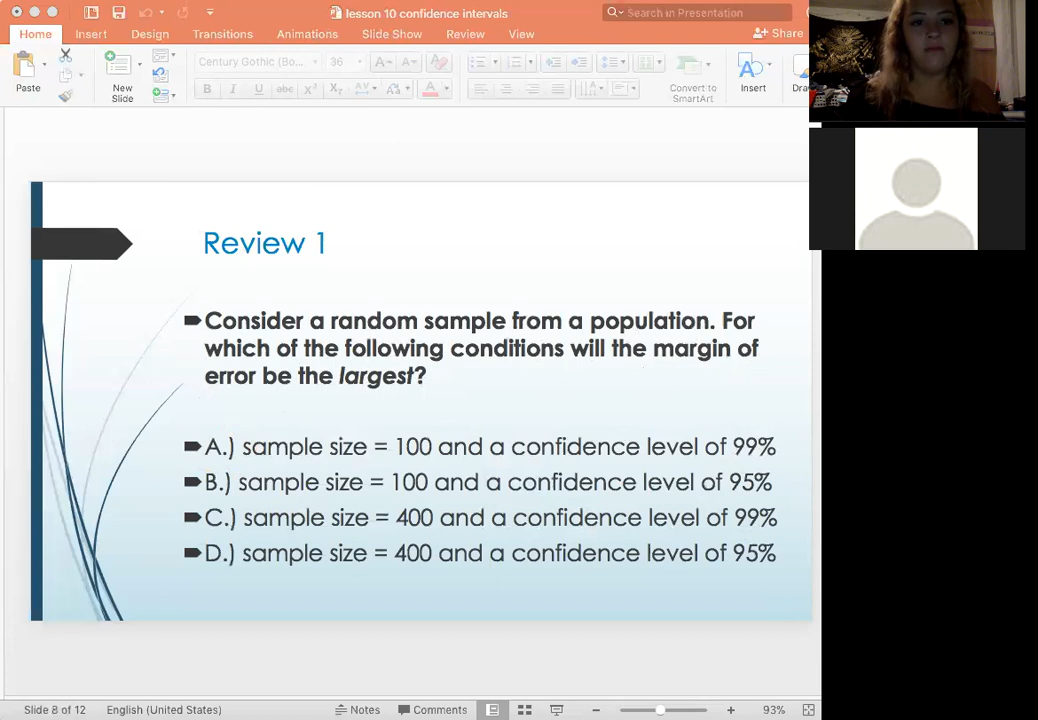 lesson 10 confidence intervals
Search in Presentation
Home Insert Design Transitions Animations Slide Show Review View Share
Century Gothic (Bo... 36 A A
Paste New Slide B I U abc X² X₂ AV A Convert to SmartArt Insert
Review 1
Consider a random sample from a population. For
which of the following conditions will the margin of
error be the largest?
A.) sample size = 100 and a confidence level of 99%
B.) sample size = 100 and a confidence level of 95%
C.) sample size = 400 and a confidence level of 99%
D.) sample size = 400 and a confidence level of 95%
Slide 8 of 12 English (United States) Notes Comments 93%